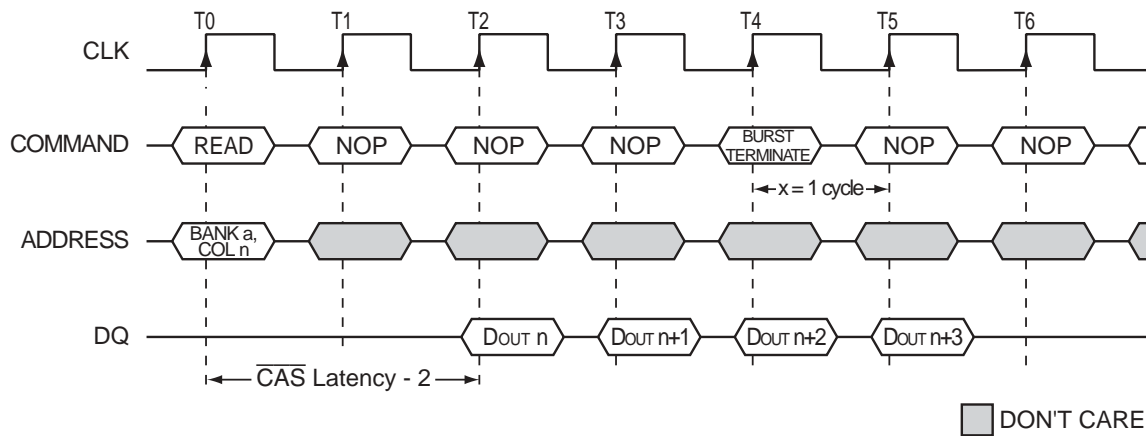 T0 T1 T2 T3 T4 T5 T6
CLK
COMMAND READ NOP NOP NOP BURST TERMINATE NOP NOP
x = 1 cycle
ADDRESS BANK a, COL n
DQ DOUT n DOUT n+1 DOUT n+2 DOUT n+3
CAS Latency - 2
DON'T CARE